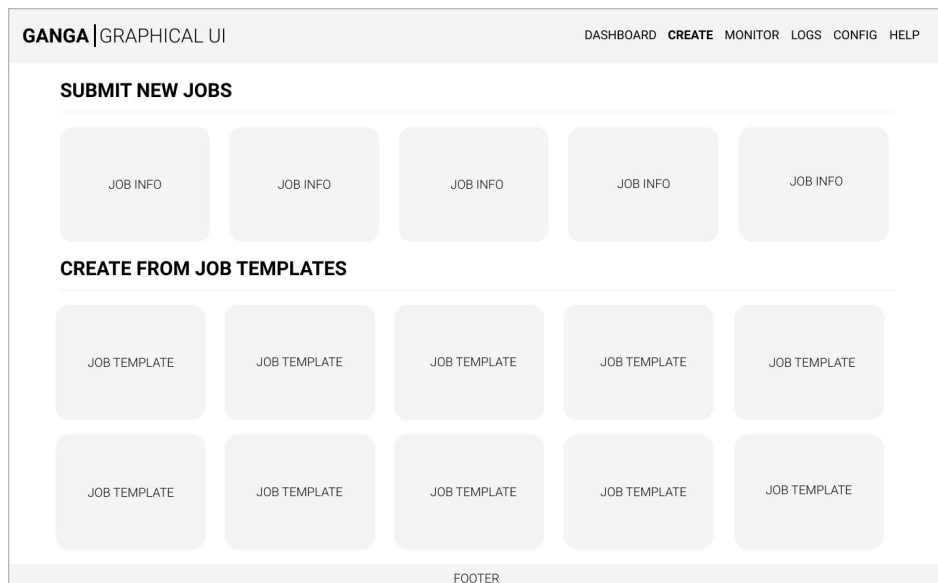 GANGA | GRAPHICAL UI
DASHBOARD CREATE MONITOR LOGS CONFIG HELP
SUBMIT NEW JOBS
JOB INFO JOB INFO JOB INFO JOB INFO JOB INFO
CREATE FROM JOB TEMPLATES
JOB TEMPLATE JOB TEMPLATE JOB TEMPLATE JOB TEMPLATE JOB TEMPLATE
JOB TEMPLATE JOB TEMPLATE JOB TEMPLATE JOB TEMPLATE JOB TEMPLATE
FOOTER